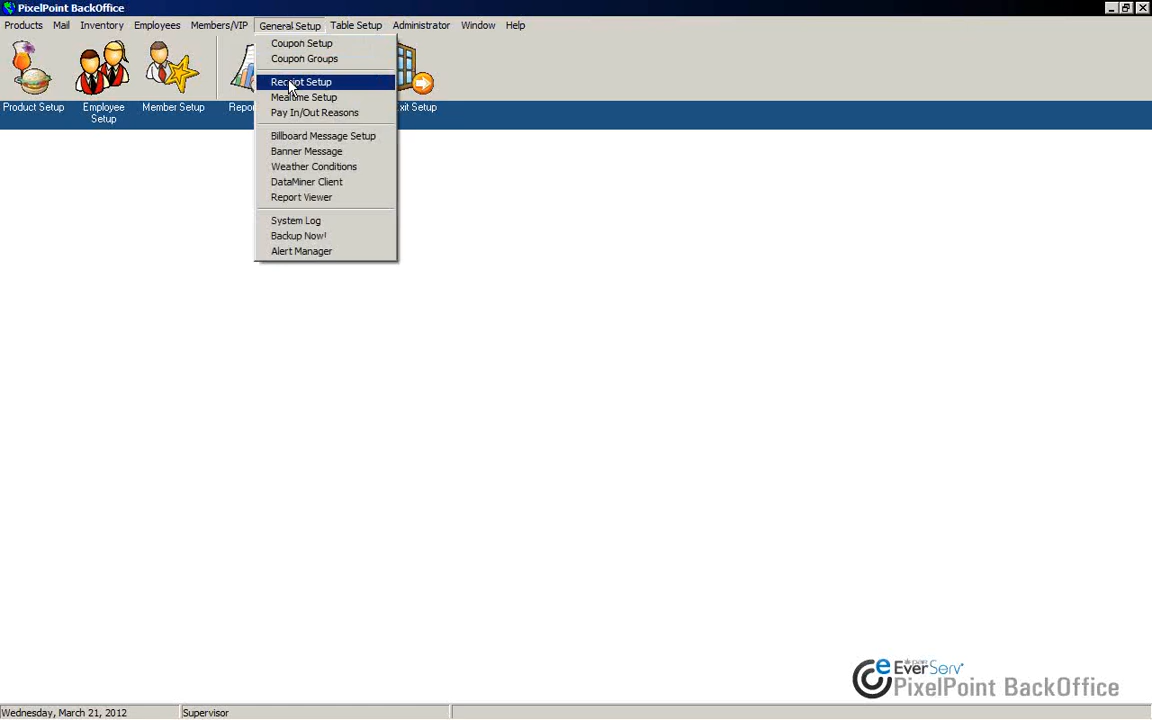 PixelPoint BackOffice
Products Mail Inventory Employees Members/VIP General Setup Table Setup Administrator Window Help
Coupon Setup
Coupon Groups
Receipt Setup
Mealtime Setup
Pay In/Out Reasons
Billboard Message Setup
Banner Message
Weather Conditions
DataMiner Client
Report Viewer
System Log
Backup Now!
Alert Manager
Product Setup
Employee Setup
Member Setup
EverServ
PixelPoint BackOffice
Wednesday, March 21, 2012 Supervisor